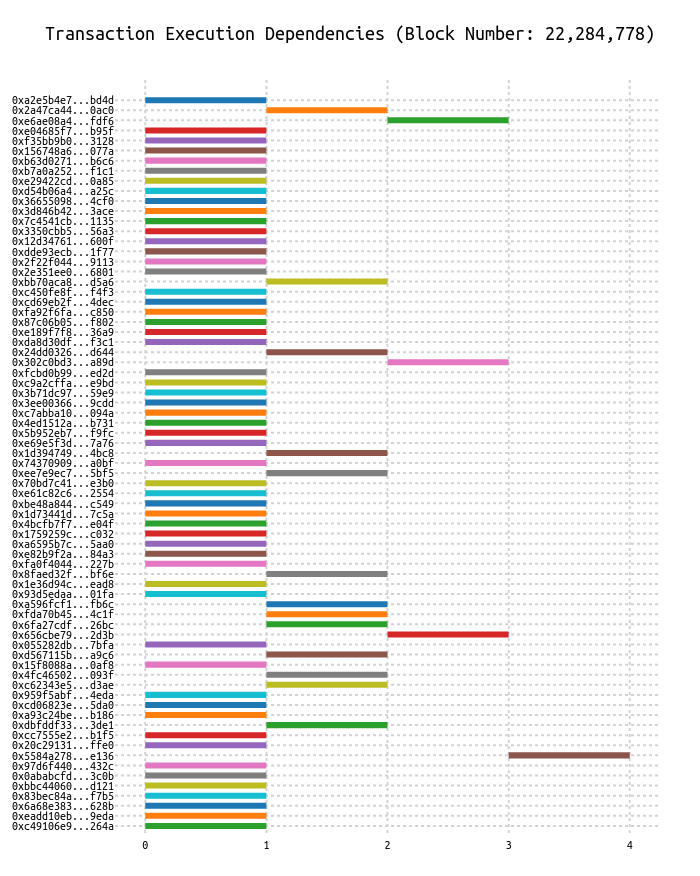 Transaction Execution Dependencies (Block Number: 22,284,778)
0xa2e5b4e7...bd4d
0x2a47ca44...0ac0
0xe6ae08a4...fdf6
0xe04685f7...b95f
0xf35bb9b0...3128
0x156748a6...077a
0xb63d0271...b6c6
0xb7a0a252...f1c1
0xe29422cd...0a85
0xd54b06a4...a25c
0x36655098...4cf0
0x3d846b42...3ace
0x7c4541cb...1135
0x3350cbb5...56a3
0x12d34761...600f
0xdde93ecb...1f77
0x2f22f044...9113
0x2e351ee0...6801
0xbb70aca8...d5a6
0xc450fe8f...f4f3
0xcd69eb2f...4dec
0xfa92f6fa...c850
0x87c06b05...f802
0xe189f7f8...36a9
0xda8d30df...f3c1
0x24dd0326...d644
0x302c0bd3...a89d
0xfcbd0b99...ed2d
0xc9a2cffa...e9bd
0x3b71dc97...59e9
0x3ee00366...9cdd
0xc7abba10...094a
0x4ed1512a...b731
0x5b952eb7...f9fc
0xe69e5f3d...7a76
0x1d394749...4bc8
0x74370909...a0bf
0xee7e9ec7...5bf5
0x70bd7c41...e3b0
0xe61c82c6...2554
0xbe48a844...c549
0x1d73441d...7c5a
0x4bcfb7f7...e04f
0x1759259c...c032
0xa6595b7c...5aa0
0xe82b9f2a...84a3
0xfa0f4044...227b
0x8faed32f...bf6e
0x1e36d94c...ead8
0x93d5edaa...01fa
0xa596fcf1...fb6c
0xfda70b45...4c1f
0x6fa27cdf...26bc
0x656cbe79...2d3b
0x055282db...7bfa
0xd567115b...a9c6
0x15f8088a...0af8
0x4fc46502...093f
0xc62343e5...d3ae
0x959f5abf...4eda
0xcd06823e...5da0
0xa93c24be...b186
0xdbfddf33...3de1
0xcc7555e2...b1f5
0x20c29131...ffe0
0x5584a278...e136
0x97d6f440...432c
0x0ababcfd...3c0b
0xbbc44060...d121
0x83bec84a...f7b5
0x6a68e383...628b
0xeadd10eb...9eda
0xc49106e9...264a
0 1 2 3 4